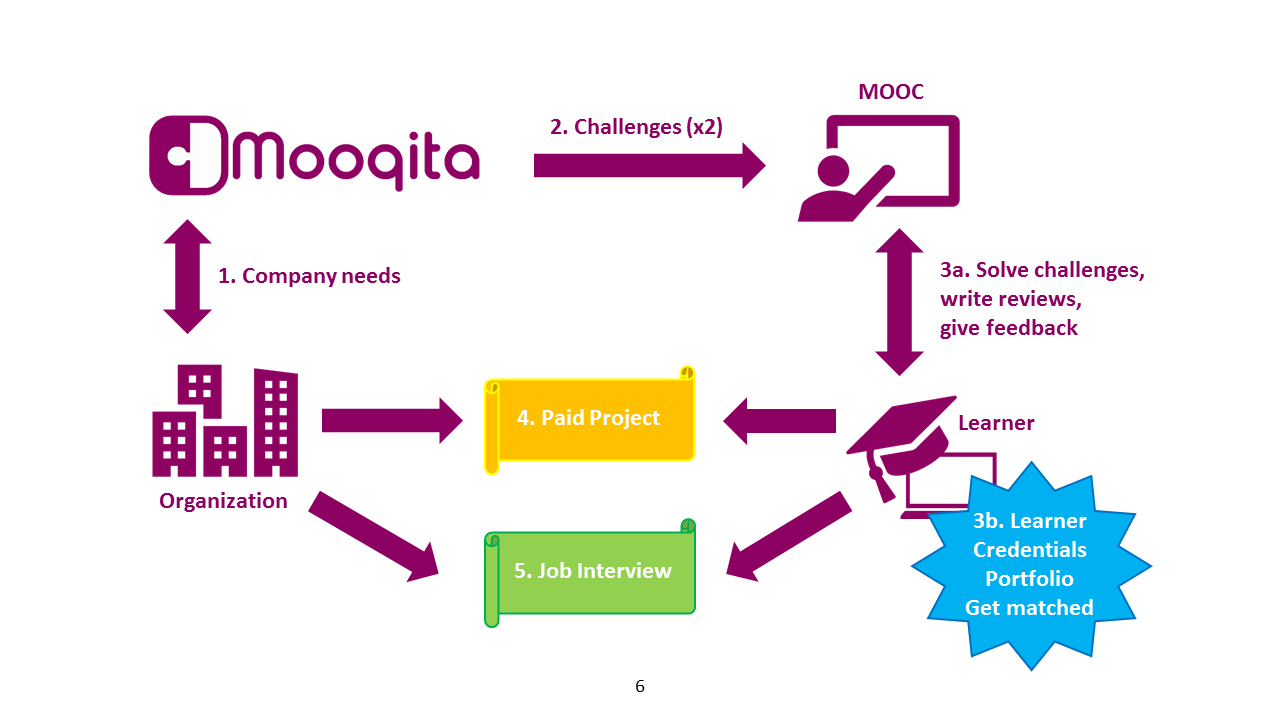 MOOC
2. Challenges (x2)
Mooqita
1. Company needs
3a. Solve challenges,
write reviews,
give feedback
4. Paid Project
Learner
Organization
3b. Learner
Credentials
Portfolio
Get matched
5. Job Interview
6